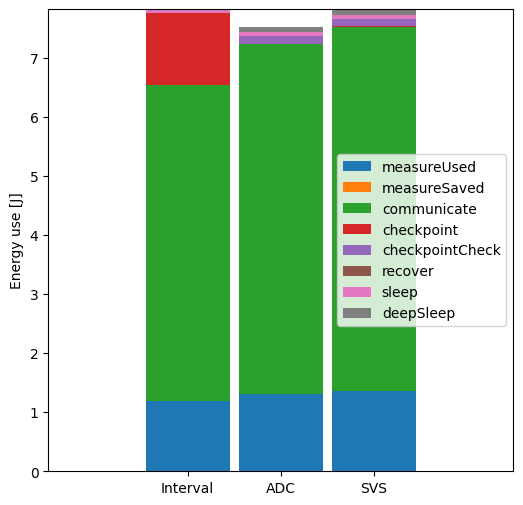 7
6
5
4
3
2
1
0
Energy use [J]
measureUsed
measureSaved
communicate
checkpoint
checkpointCheck
recover
sleep
deepSleep
Interval ADC SVS